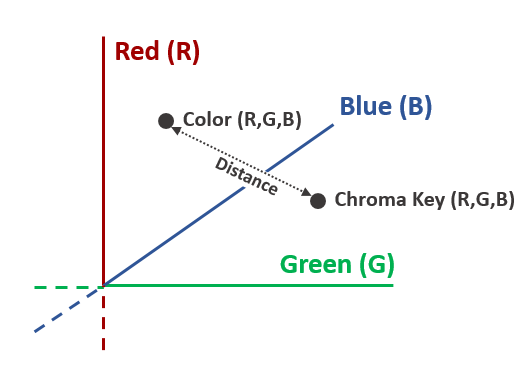 Red (R)
Blue (B)
Color (R,G,B)
Distance
Chroma Key (R,G,B)
Green (G)